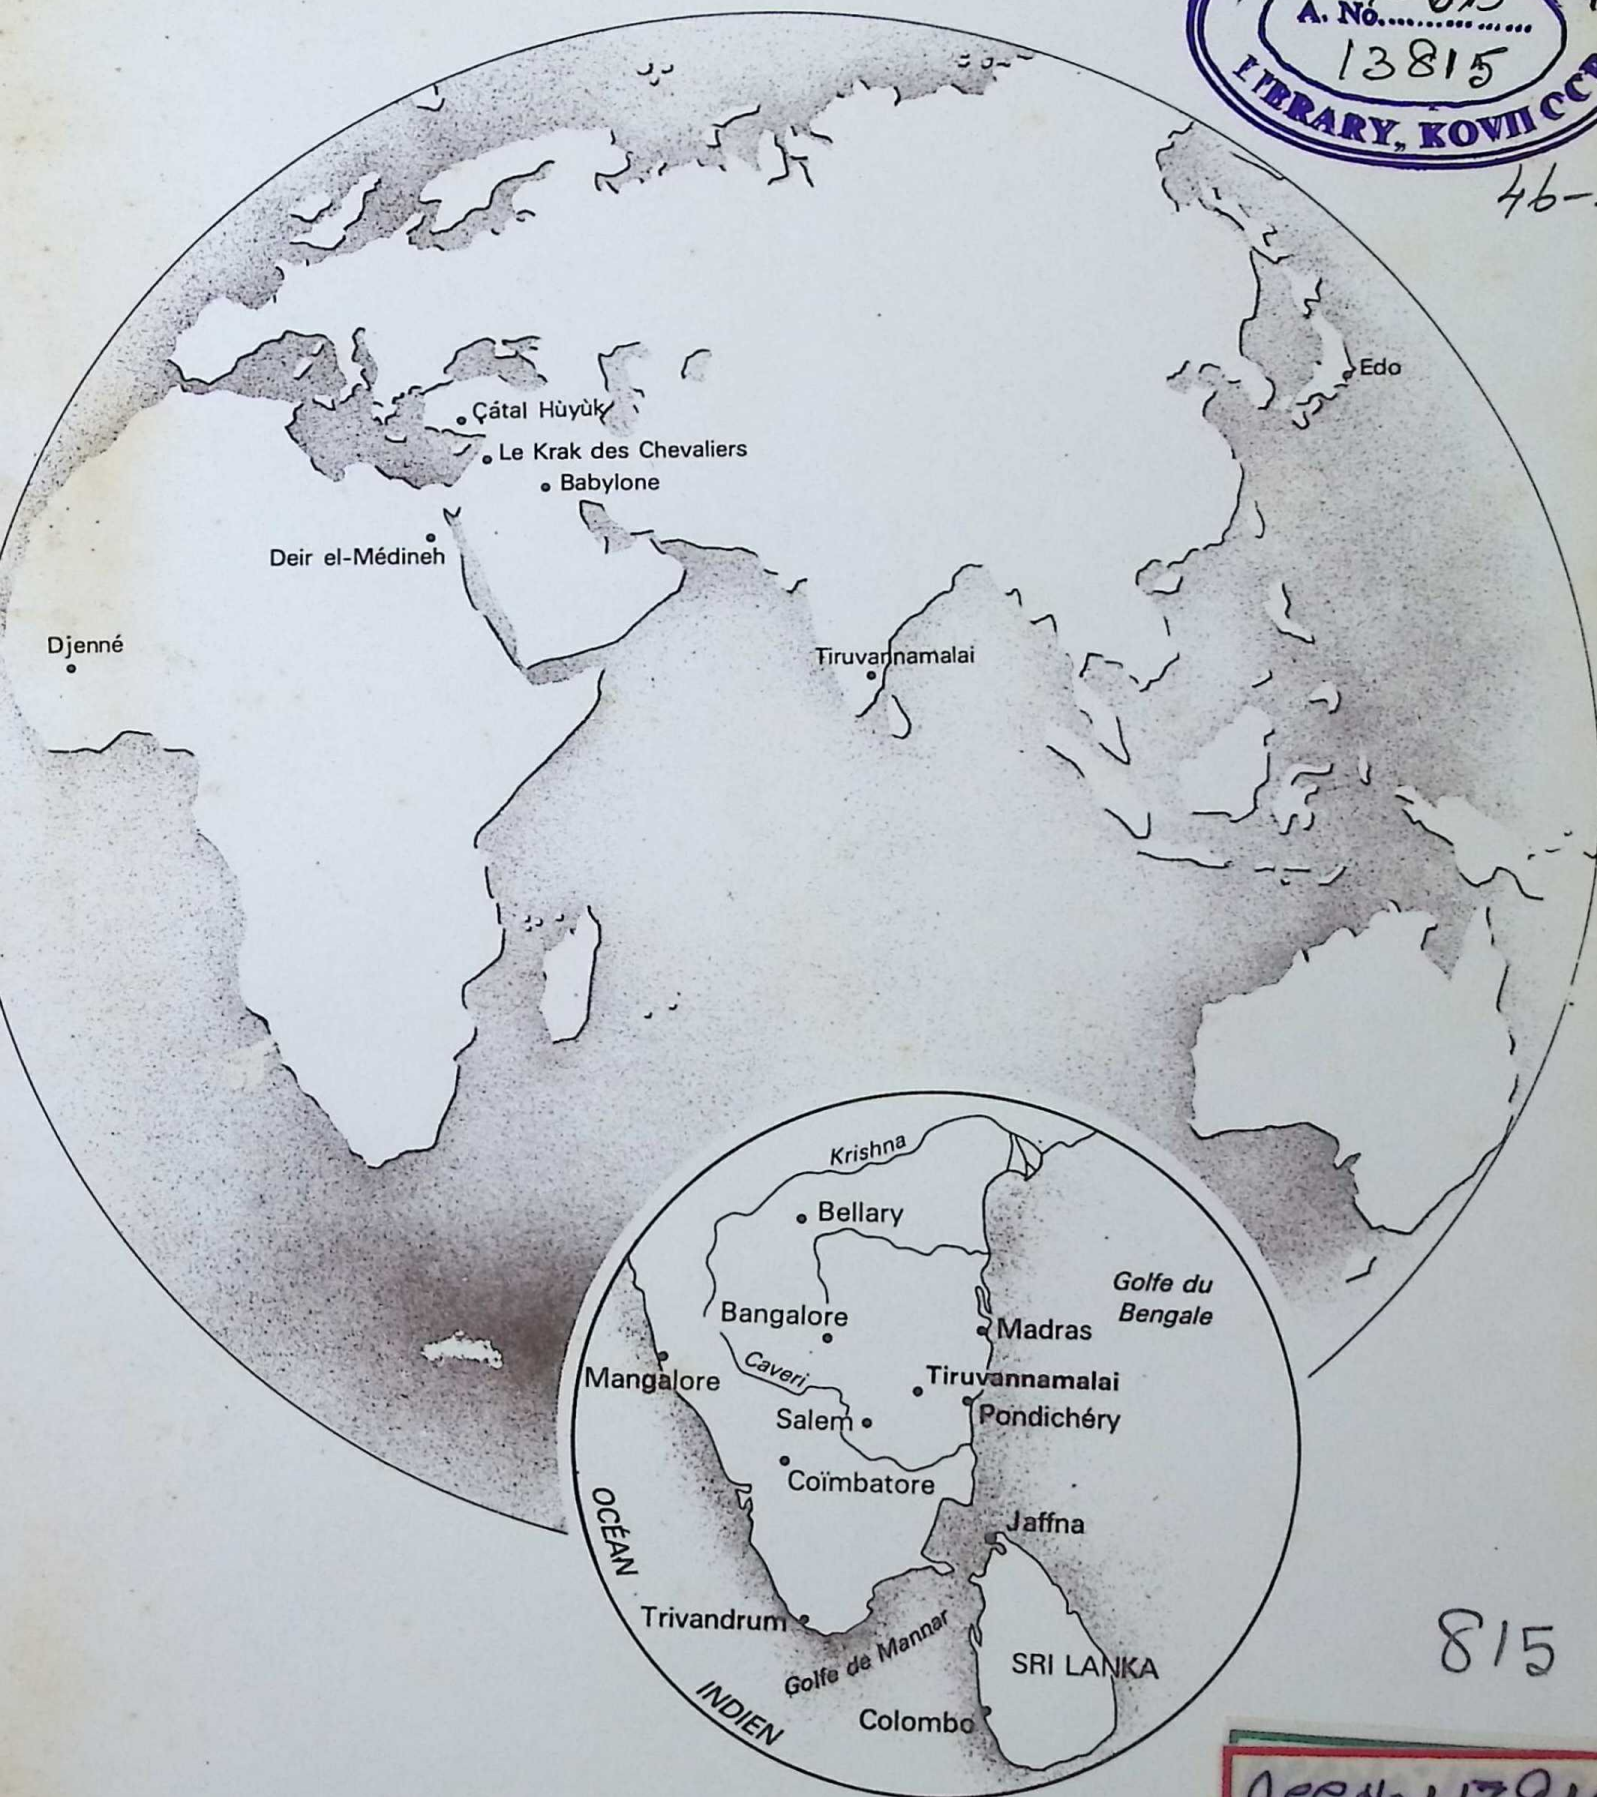 A. No.
13815
LIBRARY, KOVILOOR
46-
Edo
Çátal Hùyùk
Le Krak des Chevaliers
Babylone
Deir el-Médineh
Djenné
Tiruvannamalai
Krishna
Bellary
Golfe du
Bengale
Bangalore
Madras
Caveri
Mangalore
Tiruvannamalai
Salem
Pondichéry
Coïmbatore
OCÉAN
Jaffna
Trivandrum
Golfe de Mannar
SRI LANKA
INDIEN
Colombo
815